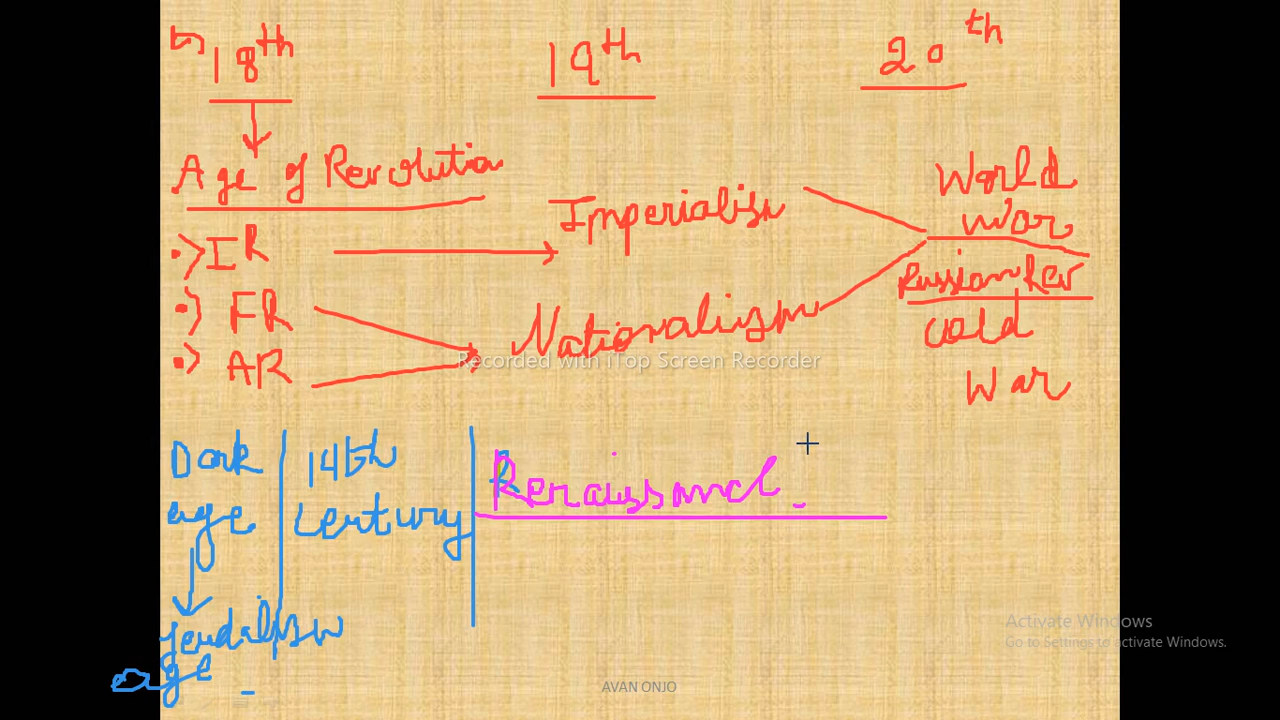 18th
19th
20th
Age of Revolution
IR
FR
AR
Imperialism
Nationalism
World
War
Russian Rev
cold
War
Recorded with iTop Screen Recorder
Dark
age
feudalism
age
14th
century
Renaissance
Activate Windows
Go to Settings to activate Windows.
AVAN ONJO